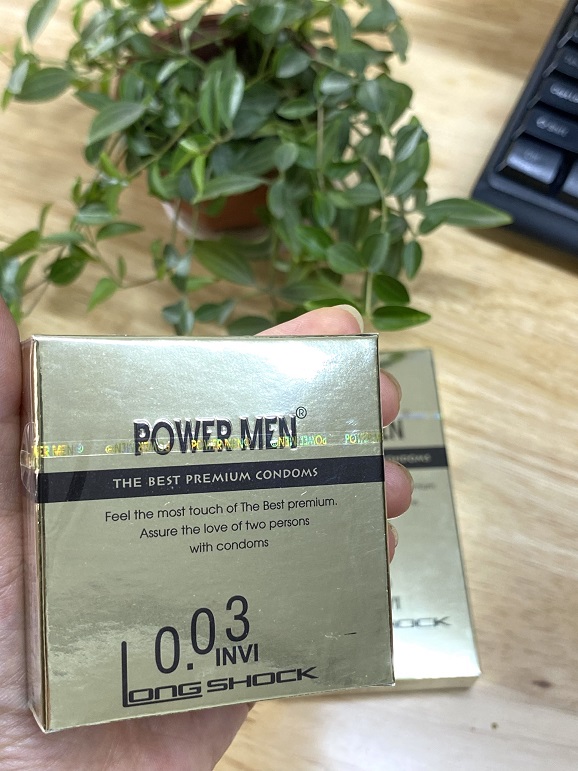 POWER MEN®
THE BEST PREMIUM CONDOMS
Feel the most touch of The Best premium.
Assure the love of two persons
with condoms
0.03
INVI
LONG SHOCK